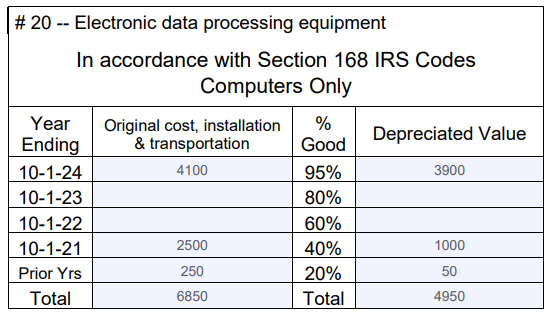 # 20 -- Electronic data processing equipment
In accordance with Section 168 IRS Codes
Computers Only
Year Ending Original cost, installation & transportation % Good Depreciated Value
10-1-24 4100 95% 3900
10-1-23 80%
10-1-22 60%
10-1-21 2500 40% 1000
Prior Yrs 250 20% 50
Total 6850 Total 4950